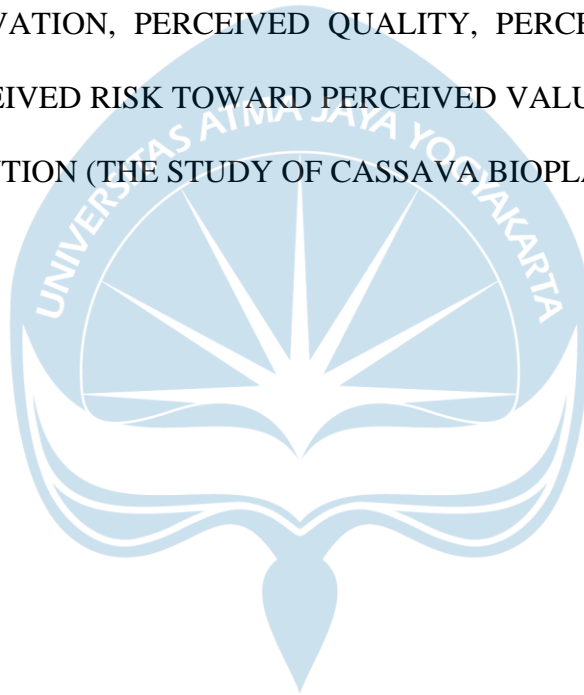 VATION, PERCEIVED QUALITY, PERCE
EIVED RISK TOWARD PERCEIVED VALU
TION (THE STUDY OF CASSAVA BIOPLA
UNIVERSITAS ATMA JAYA YOGYAKARTA